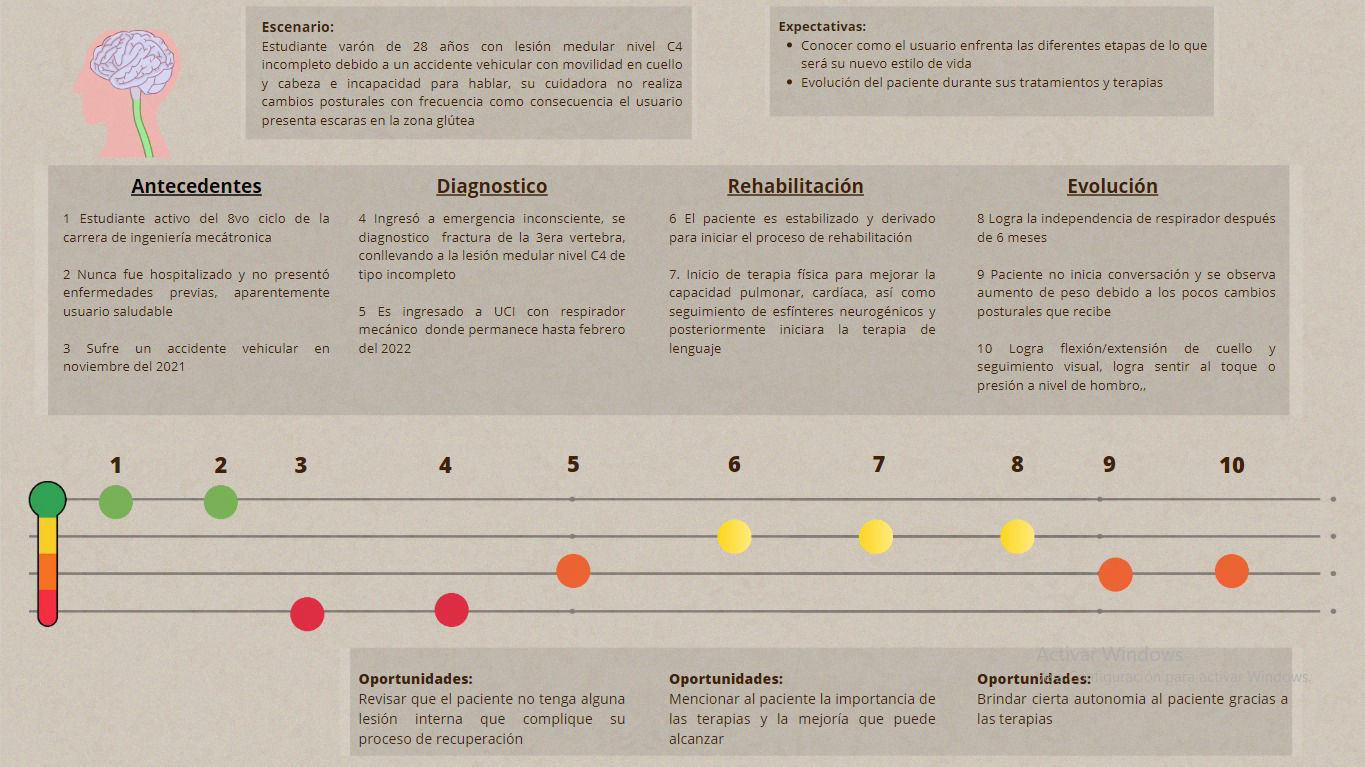 Escenario:
Estudiante varón de 28 años con lesión medular nivel C4
incompleto debido a un accidente vehicular con movilidad en cuello
y cabeza e incapacidad para hablar, su cuidadora no realiza
cambios posturales con frecuencia como consecuencia el usuario
presenta escaras en la zona glútea
Expectativas:
Conocer como el usuario enfrenta las diferentes etapas de lo que
será su nuevo estilo de vida
Evolución del paciente durante sus tratamientos y terapias
Antecedentes
1 Estudiante activo del 8vo ciclo de la
carrera de ingeniería mecátronica
2 Nunca fue hospitalizado y no presentó
enfermedades previas, aparentemente
usuario saludable
3 Sufre un accidente vehicular en
noviembre del 2021
Diagnostico
4 Ingresó a emergencia inconsciente, se
diagnostico fractura de la 3era vertebra,
conllevando a la lesión medular nivel C4 de
tipo incompleto
5 Es ingresado a UCI con respirador
mecánico donde permanece hasta febrero
del 2022
Rehabilitación
6 El paciente es estabilizado y derivado
para iniciar el proceso de rehabilitación
7. Inicio de terapia física para mejorar la
capacidad pulmonar, cardíaca, así como
seguimiento de esfínteres neurogénicos y
posteriormente iniciara la terapia de
lenguaje
Evolución
8 Logra la independencia de respirador después
de 6 meses
9 Paciente no inicia conversación y se observa
aumento de peso debido a los pocos cambios
posturales que recibe
10 Logra flexión/extensión de cuello y
seguimiento visual, logra sentir al toque o
presión a nivel de hombro,,
1 2 3 4 5 6 7 8 9 10
Oportunidades:
Revisar que el paciente no tenga alguna
lesión interna que complique su
proceso de recuperación
Oportunidades:
Mencionar al paciente la importancia de
las terapias y la mejoría que puede
alcanzar
Oportunidades:
Brindar cierta autonomia al paciente gracias a
las terapias
Activar Windows
configuración para activar Windows.